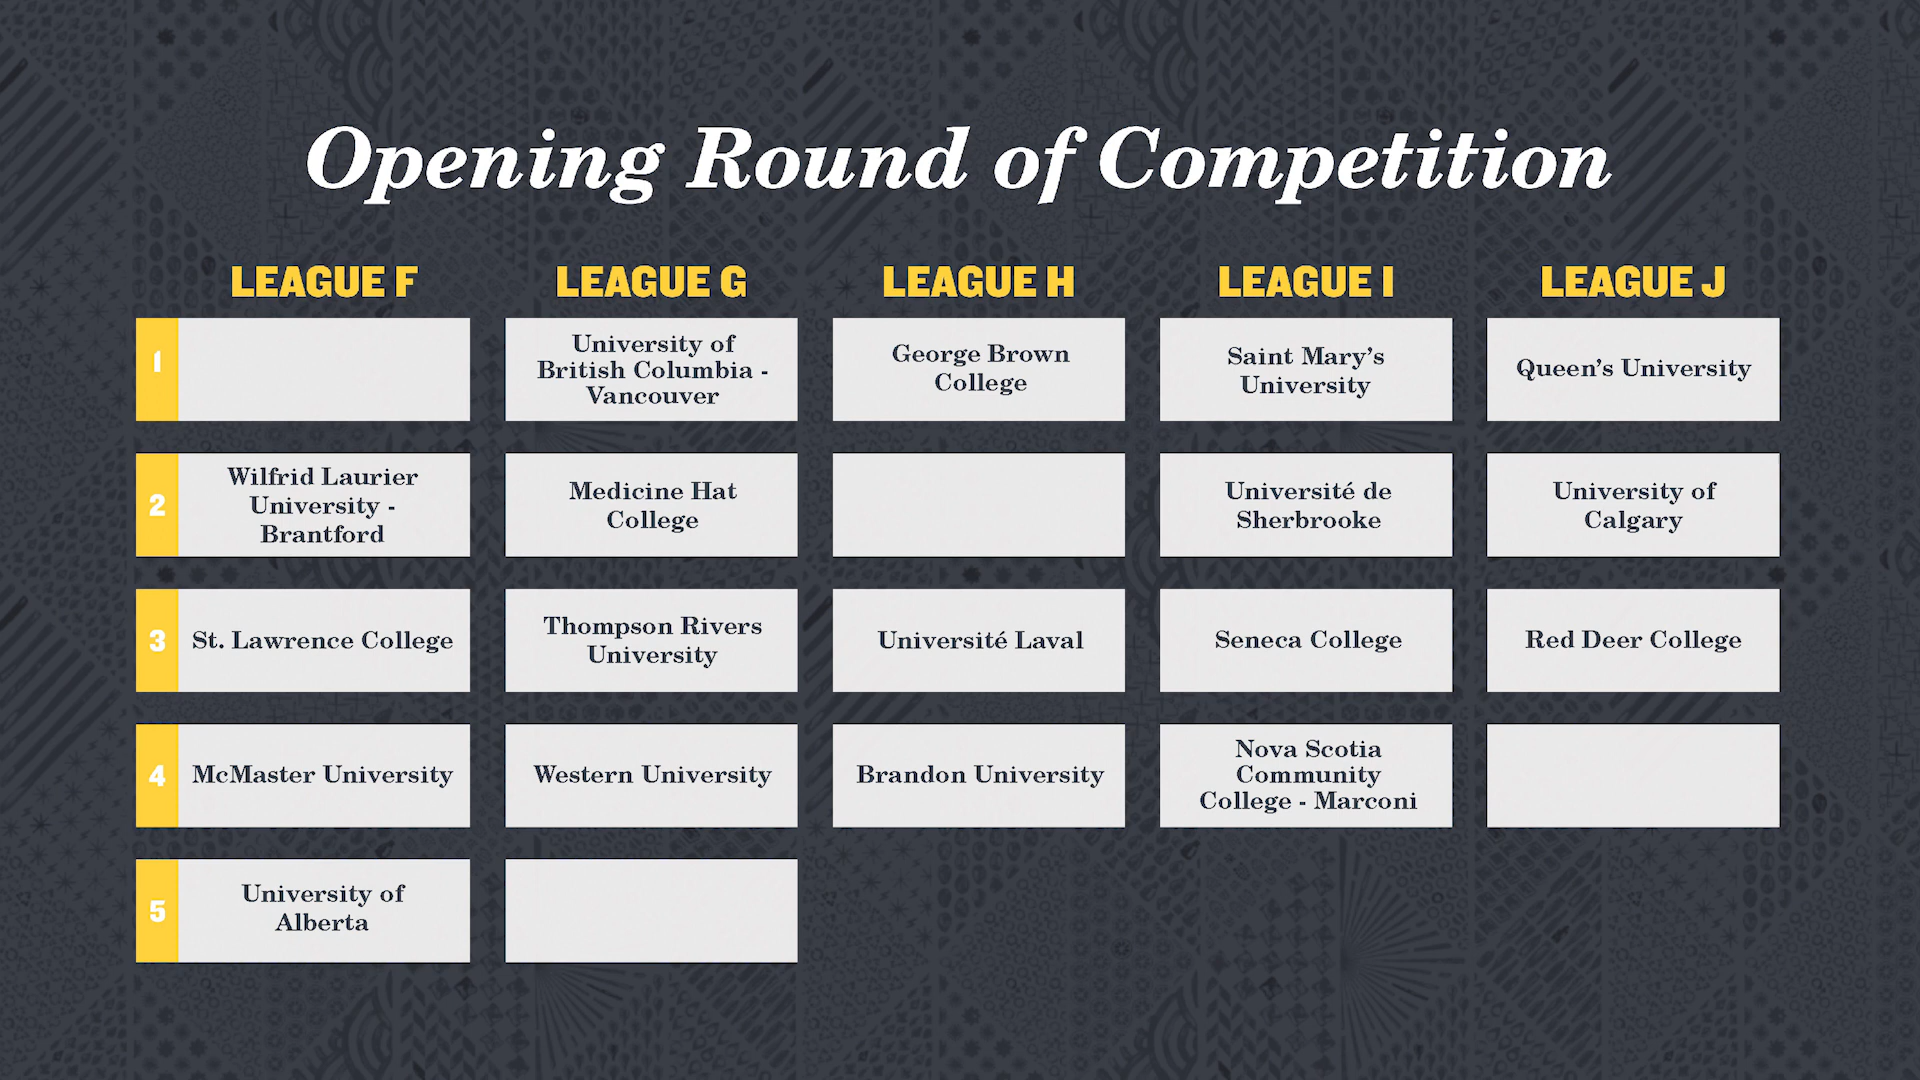 Opening Round of Competition
LEAGUE F
LEAGUE G
LEAGUE H
LEAGUE I
LEAGUE J
1
University of
British Columbia -
Vancouver
George Brown
College
Saint Mary's
University
Queen's University
2
Wilfrid Laurier
University -
Brantford
Medicine Hat
College
Université de
Sherbrooke
University of
Calgary
3
St. Lawrence College
Thompson Rivers
University
Université Laval
Seneca College
Red Deer College
4
McMaster University
Western University
Brandon University
Nova Scotia
Community
College - Marconi
5
University of
Alberta